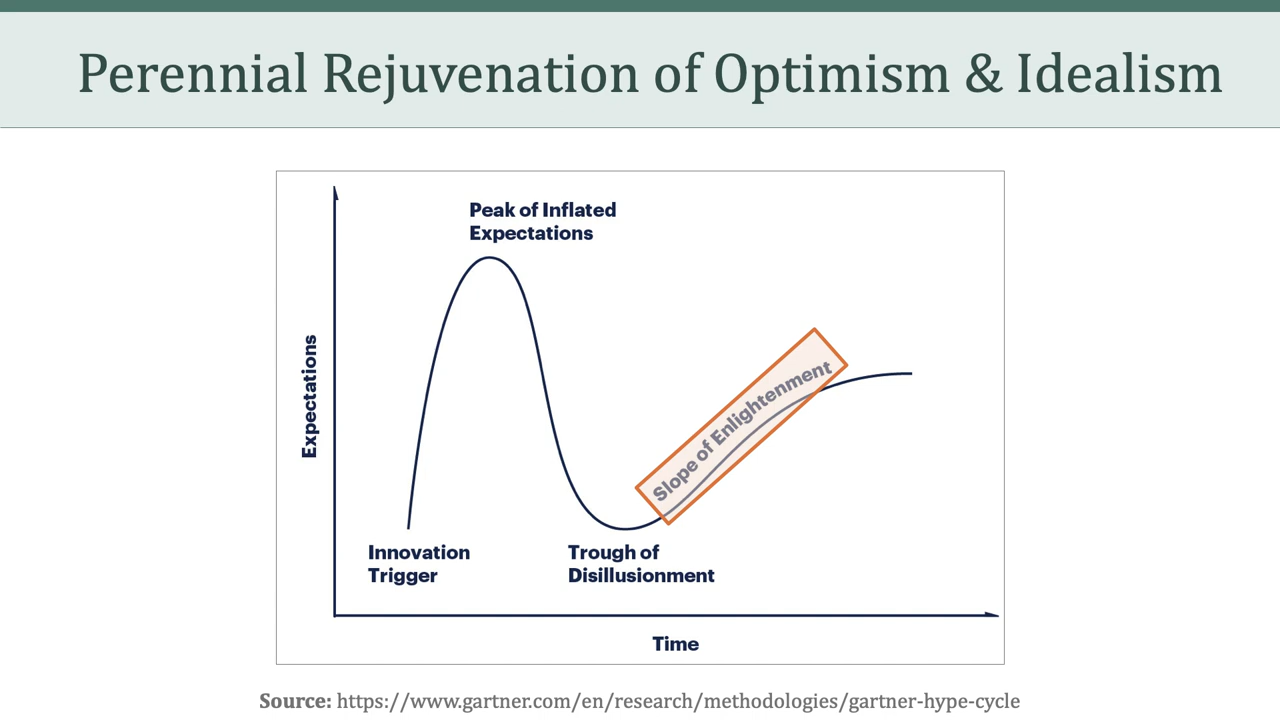 Perennial Rejuvenation of Optimism & Idealism
Peak of Inflated
Expectations
Expectations
Slope of Enlightenment
Innovation
Trigger
Trough of
Disillusionment
Time
Source: https://www.gartner.com/en/research/methodologies/gartner-hype-cycle